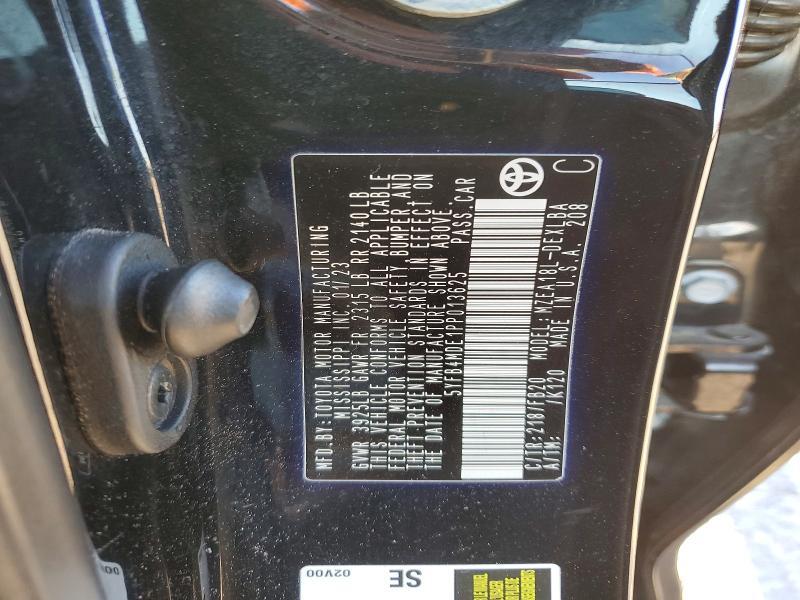 MFD.BY:TOYOTA MOTOR MANUFACTURING
MISSISSIPPI INC. 01/23
GVWR 3975LB GAWR FR 2315 LB RR 2140 LB
THIS VEHICLE CONFORMS TO ALL APPLICABLE
FEDERAL MOTOR VEHICLE SAFETY, BUMPER AND
THEFT PREVENTION STANDARDS IN EFFECT ON
THE DATE OF MANUFACTURE SHOWN ABOVE.
5YFB4MDE1PP013625 PASS.CAR
C/TR:218/FB20 MODEL: MZEA18L-DEXLBA
A/TM: /K120 MADE IN U.S.A. 208
C
SE
02V00